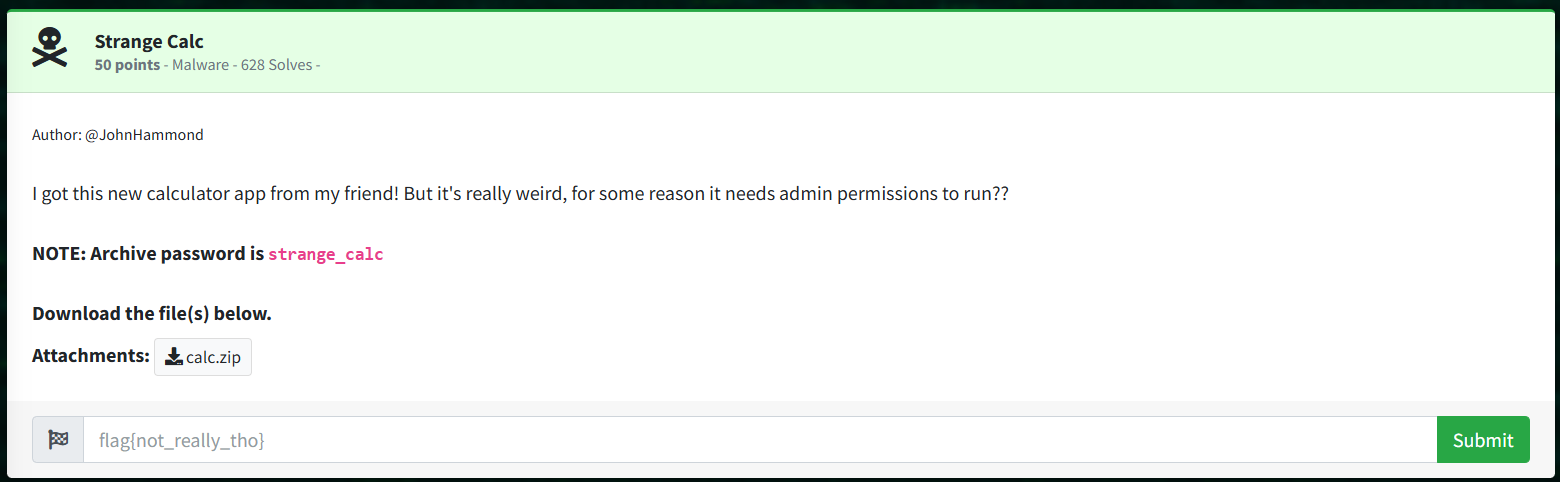 Strange Calc
50 points - Malware - 628 Solves -
Author: @JohnHammond
I got this new calculator app from my friend! But it's really weird, for some reason it needs admin permissions to run??
NOTE: Archive password is strange_calc
Download the file(s) below.
Attachments: calc.zip
flag{not_really_tho}
Submit